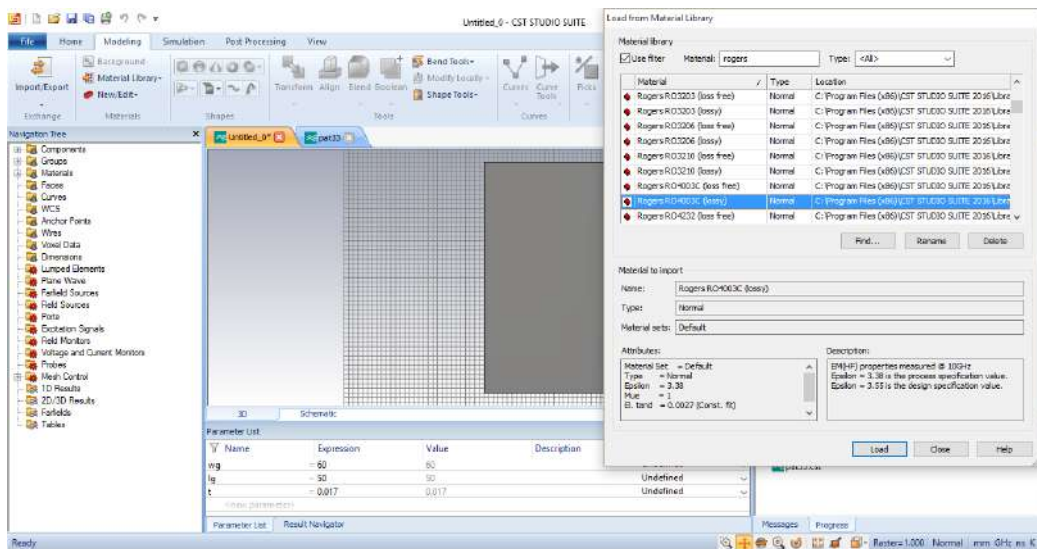 Untitled_0 - CST STUDIO SUITE
File Home Modeling Simulation Post Processing View
Import/Export
Background
Material Library
New/Edit
Transform Align Blend Boolean
Bend Tools
Modify Locally
Shape Tools
Curves Curve Tools
Picks
Exchange Materials Shapes Tools Curves
Navigation Tree
Components
Groups
Materials
Faces
Curves
WCS
Anchor Points
Wires
Voxel Data
Dimensions
Lumped Elements
Plane Wave
Farfield Sources
Field Sources
Ports
Excitation Signals
Field Monitors
Voltage and Current Monitors
Probes
Mesh Control
1D Results
2D/3D Results
Farfields
Tables
Untitled_0*
3D Schematic
Parameter List
Name Expression Value Description
wg = 60 60 Undefined
lg = 50 50 Undefined
t = 0.017 0.017 Undefined
<new parameter>
Parameter List Result Navigator
Messages Progress
Ready
Raster=1.000 Normal mm GHz ns K
Load from Material Library
Material library
Use filter Material: rogers Type: <All>
Material / Type Location
Rogers RO3203 (loss free) Normal C:\Program Files (x86)\CST STUDIO SUITE 2016\Libra
Rogers RO3203 (lossy) Normal C:\Program Files (x86)\CST STUDIO SUITE 2016\Libra
Rogers RO3206 (loss free) Normal C:\Program Files (x86)\CST STUDIO SUITE 2016\Libra
Rogers RO3206 (lossy) Normal C:\Program Files (x86)\CST STUDIO SUITE 2016\Libra
Rogers RO3210 (loss free) Normal C:\Program Files (x86)\CST STUDIO SUITE 2016\Libra
Rogers RO3210 (lossy) Normal C:\Program Files (x86)\CST STUDIO SUITE 2016\Libra
Rogers RO4003C (loss free) Normal C:\Program Files (x86)\CST STUDIO SUITE 2016\Libra
Rogers RO4003C (lossy) Normal C:\Program Files (x86)\CST STUDIO SUITE 2016\Libra
Rogers RO4232 (loss free) Normal C:\Program Files (x86)\CST STUDIO SUITE 2016\Libra
Find... Rename Delete
Material to import
Name: Rogers RO4003C (lossy)
Type: Normal
Material sets: Default
Attributes:
Material Set = Default
Type = Normal
Epsilon = 3.38
Mue = 1
El. tand = 0.0027 (Const. fit)
Description:
EM(HF) properties measured @ 10GHz
Epsilon = 3.38 is the process specification value.
Epsilon = 3.55 is the design specification value.
Load Close Help